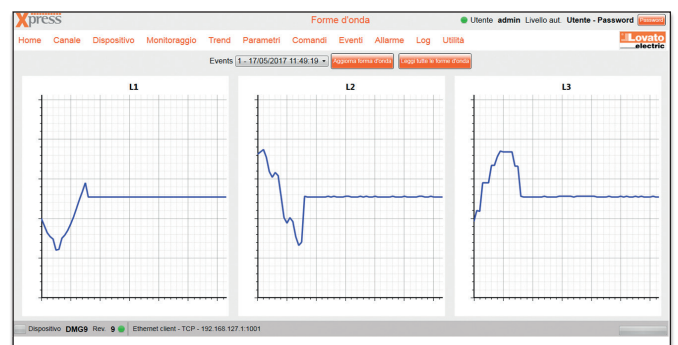 Xpress
Forme d'onda
Utente admin Livello aut. Utente - Password Password
Home Canale Dispositivo Monitoraggio Trend Parametri Comandi Eventi Allarme Log Utilità
Lovato electric
Events 1 - 17/05/2017 11:49:19 Aggiorna forma d'onda Leggi tutte le forme d'onda
L1 L2 L3
Dispositivo DMG9 Rev. 9 Ethernet client - TCP - 192.168.127.1:1001